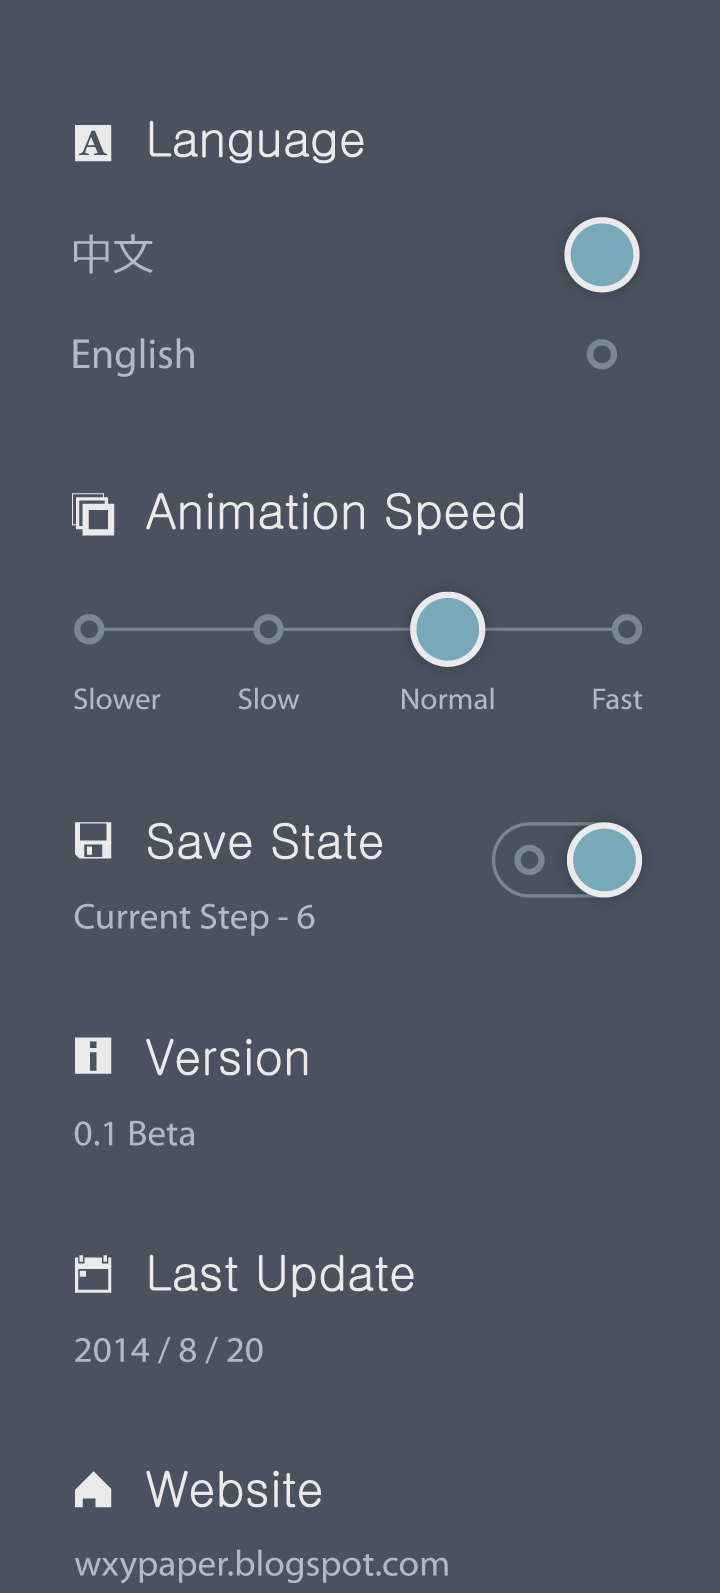 Language
中文
English
Animation Speed
Slower Slow Normal Fast
Save State
Current Step - 6
Version
0.1 Beta
Last Update
2014 / 8 / 20
Website
wxypaper.blogspot.com